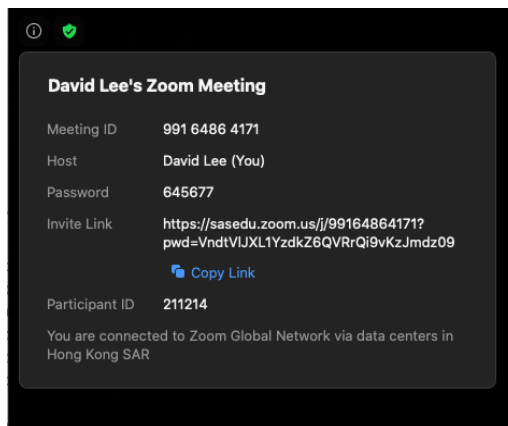 David Lee's Zoom Meeting
Meeting ID 991 6486 4171
Host David Lee (You)
Password 645677
Invite Link https://sasedu.zoom.us/j/99164864171?
pwd=VndtVlJXL1YzdkZ6QVRrQi9vKzJmdz09
Copy Link
Participant ID 211214
You are connected to Zoom Global Network via data centers in
Hong Kong SAR